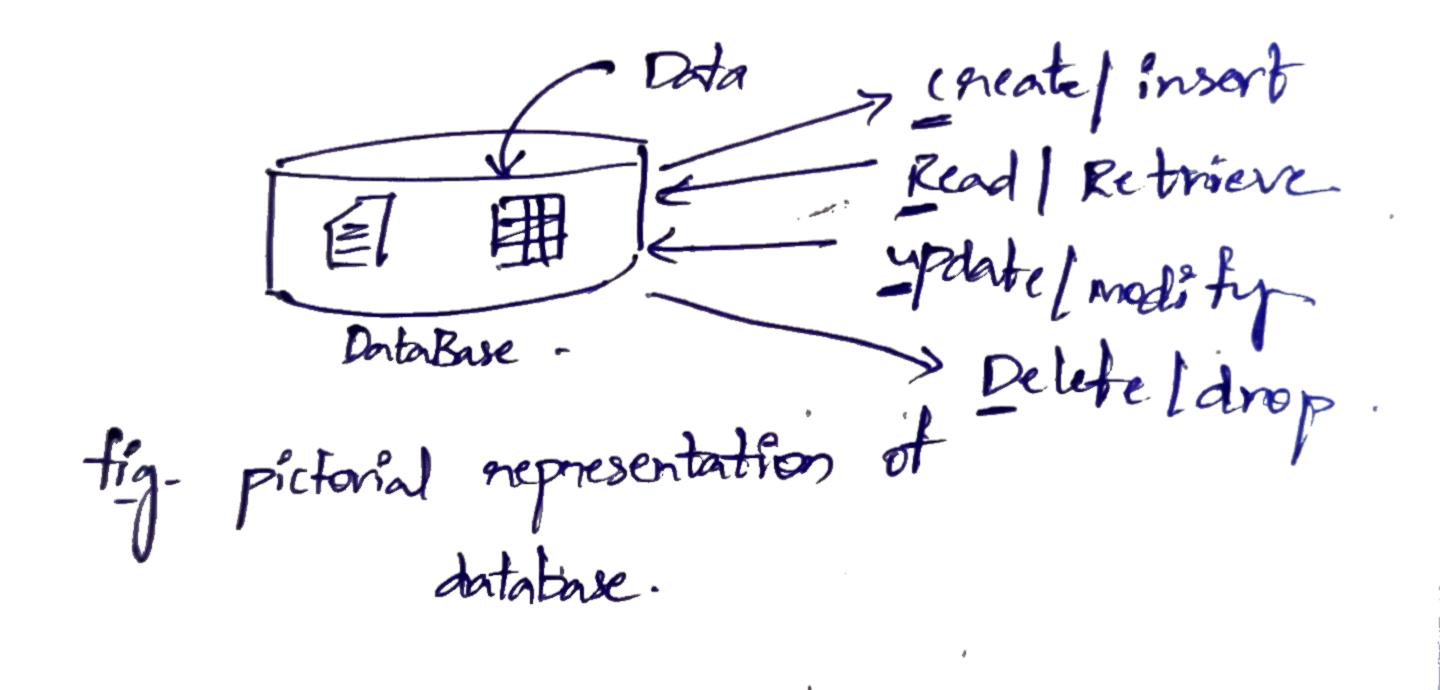 Data
create/ insert
Read / Retrieve
update/modify
Delete / drop
DataBase -
fig- pictorial representation of
database.